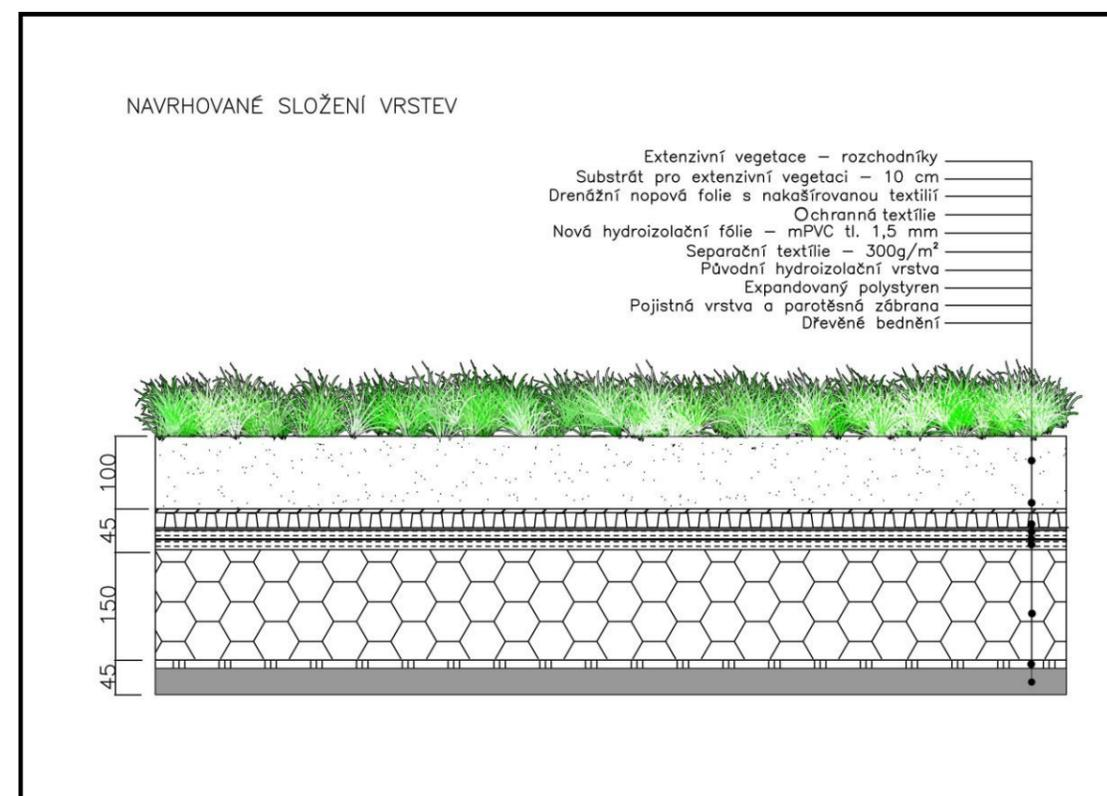 NAVRHOVANÉ SLOŽENÍ VRSTEV
Extenzivní vegetace – rozchodníky
Substrát pro extenzivní vegetaci – 10 cm
Drenážní nopová folie s nakašírovanou textilií
Ochranná textílie
Nová hydroizolační fólie – mPVC tl. 1,5 mm
Separační textílie – 300g/m²
Původní hydroizolační vrstva
Expandovaný polystyren
Pojistná vrstva a parotěsná zábrana
Dřevěné bednění
100
45
150
45